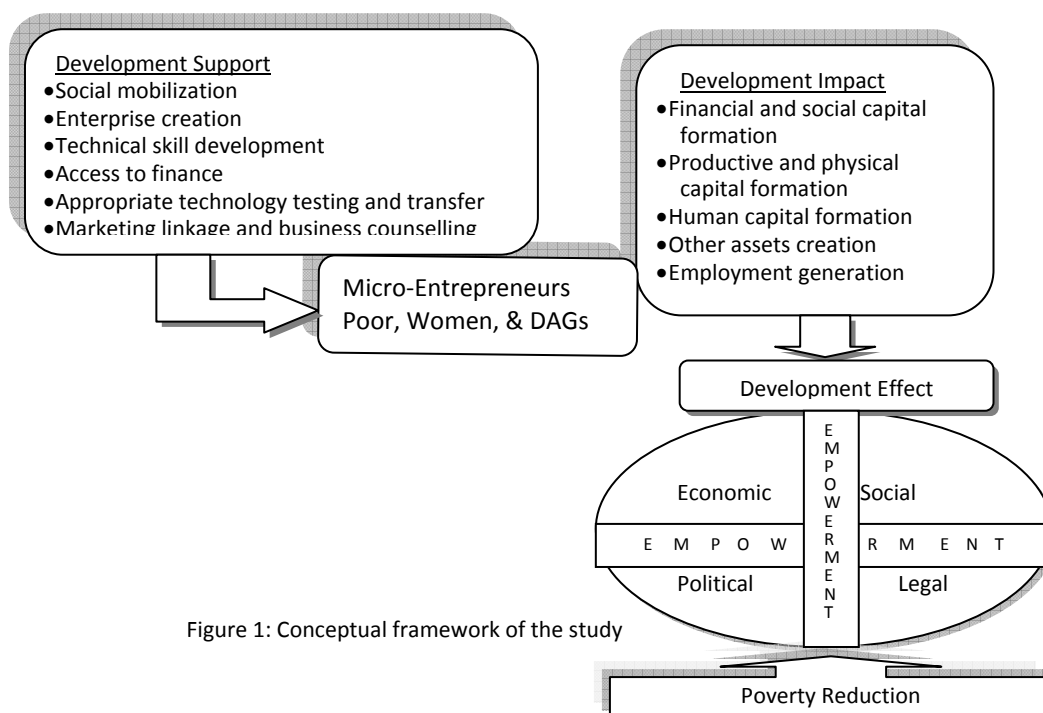 Development Support
•Social mobilization
•Enterprise creation
•Technical skill development
•Access to finance
•Appropriate technology testing and transfer
•Marketing linkage and business counselling
Micro-Entrepreneurs
Poor, Women, & DAGs
Development Impact
•Financial and social capital
formation
•Productive and physical
capital formation
•Human capital formation
•Other assets creation
•Employment generation
Development Effect
EMPOWERMENT
Economic
Social
E M P O W R M E N T
Political
Legal
Figure 1: Conceptual framework of the study
Poverty Reduction